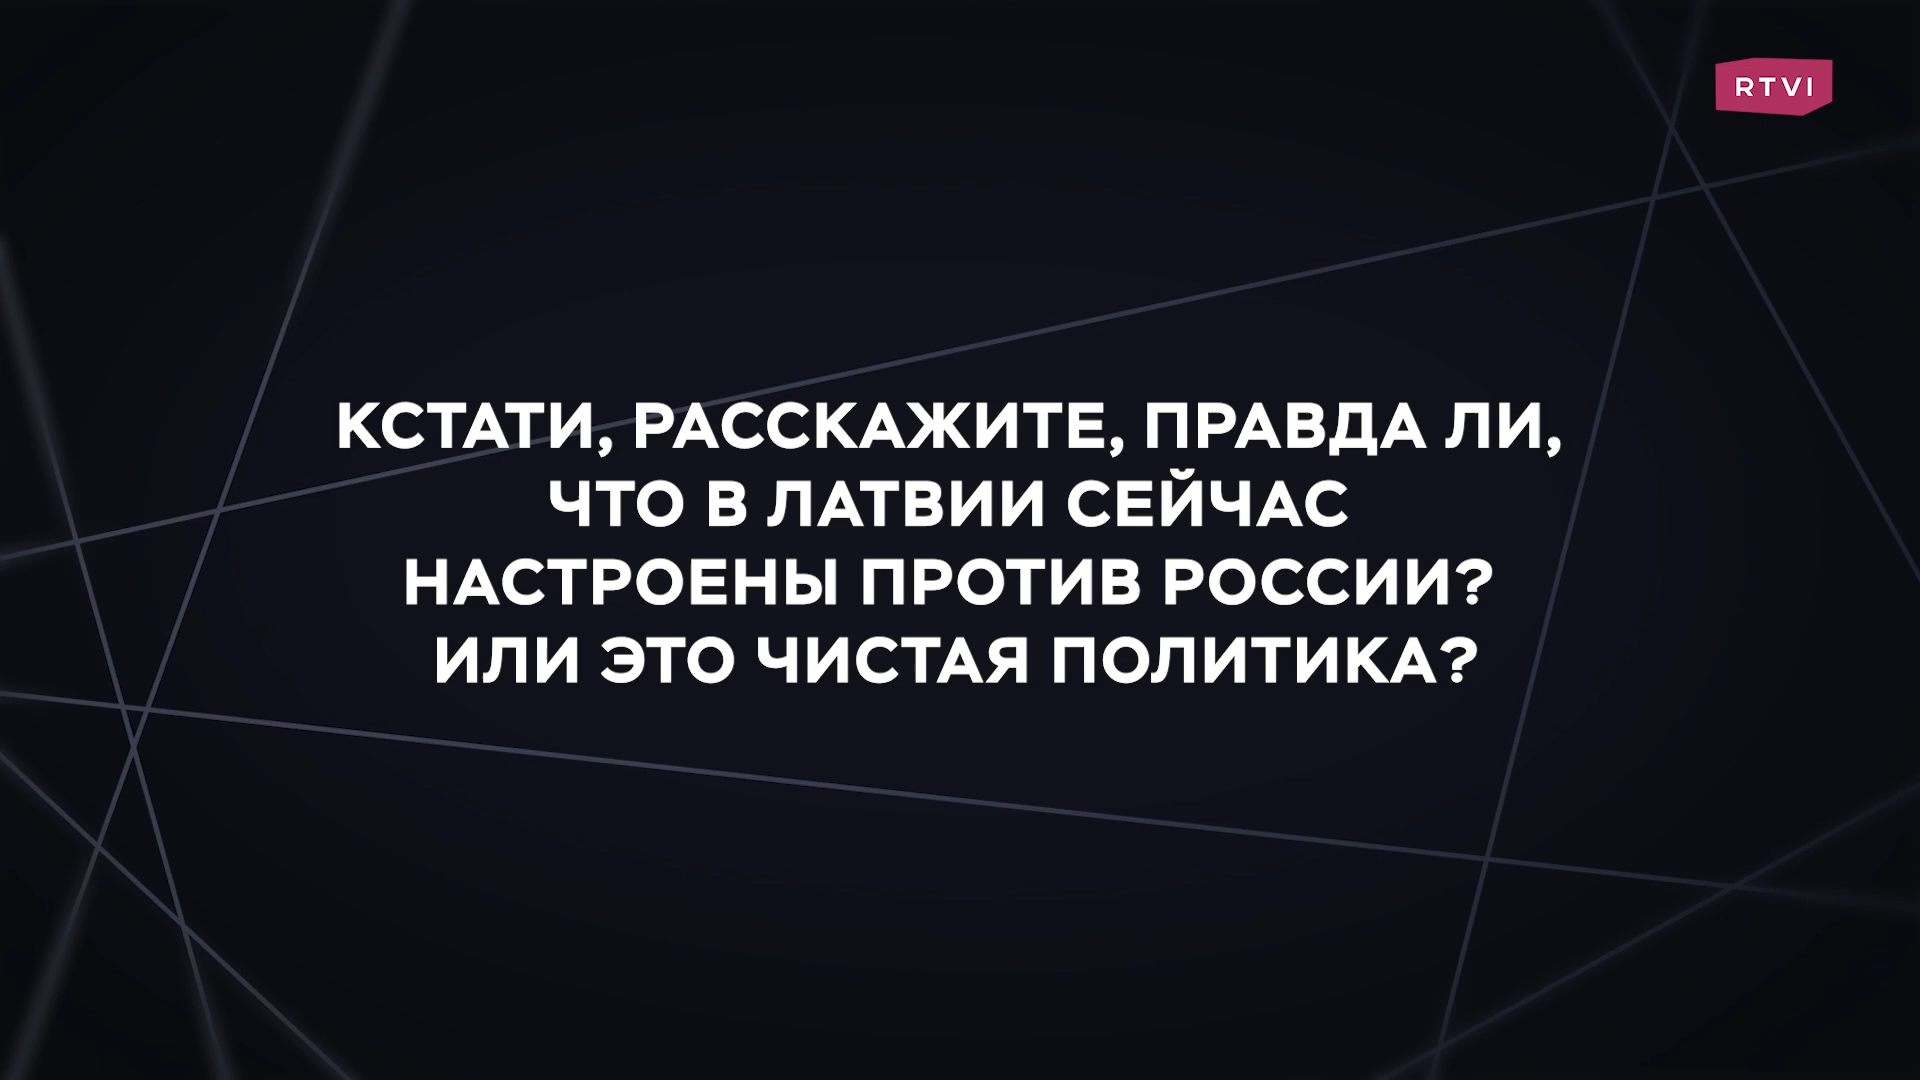 RTVI
КСТАТИ, РАССКАЖИТЕ, ПРАВДА ЛИ,
ЧТО В ЛАТВИИ СЕЙЧАС
НАСТРОЕНЫ ПРОТИВ РОССИИ?
ИЛИ ЭТО ЧИСТАЯ ПОЛИТИКА?